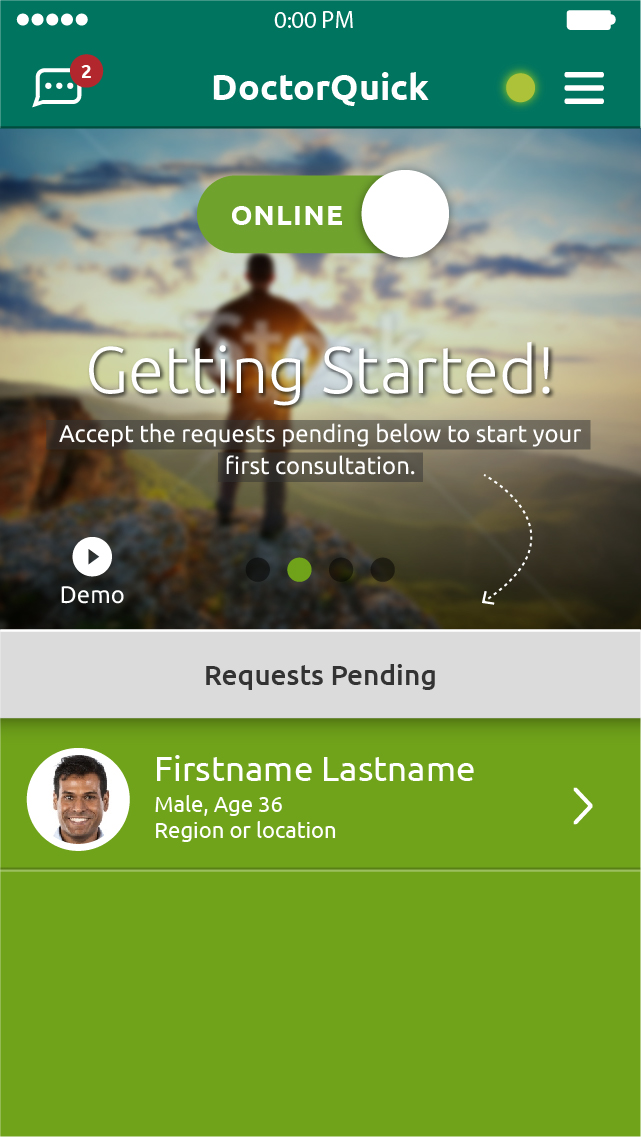 0:00 PM
2
DoctorQuick
ONLINE
iStock
Getting Started!
Accept the requests pending below to start your
first consultation.
Demo
Requests Pending
Firstname Lastname
Male, Age 36
Region or location